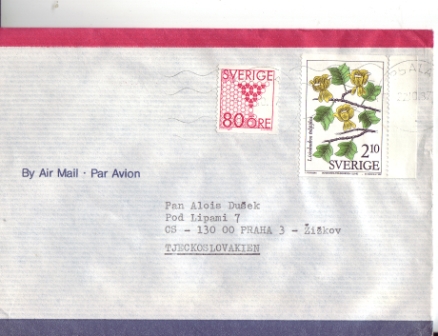 SVERIGE
80 ÖRE
2.10
SVERIGE
By Air Mail · Par Avion
Pan Alois Dušek
Pod Lipami 7
CS - 130 00 PRAHA 3 - Žižkov
TJECKOSLOVAKIEN